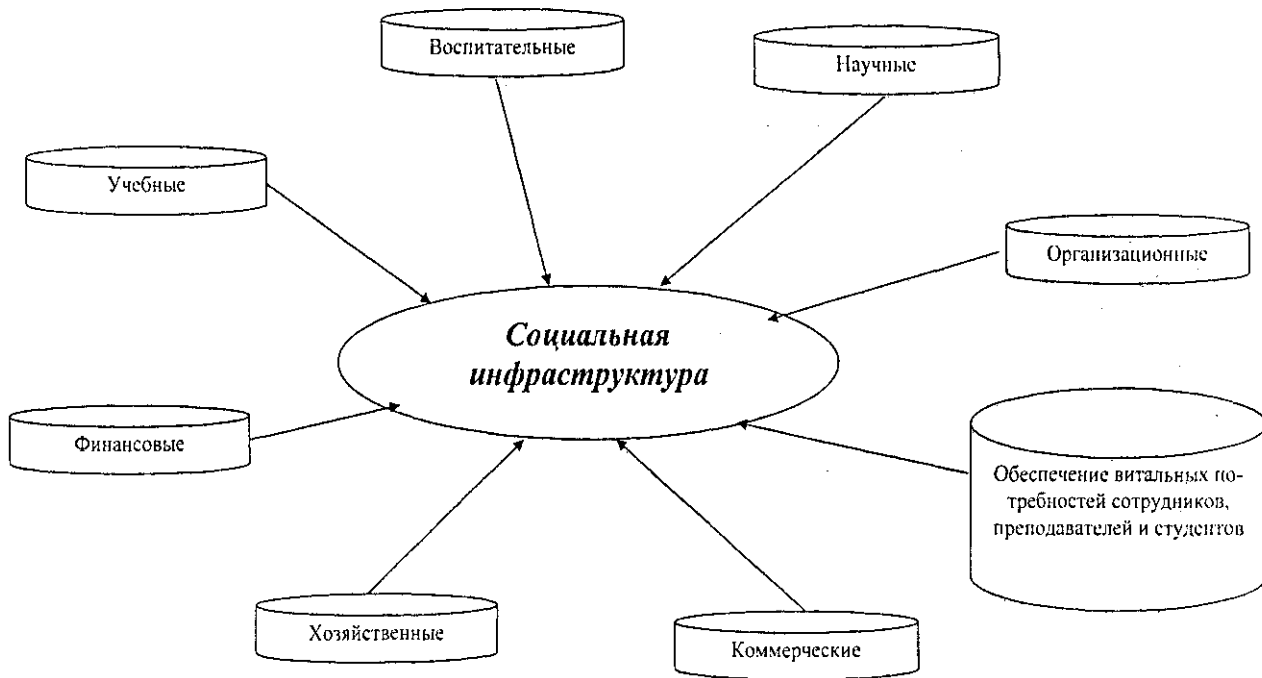 Воспитательные
Научные
Учебные
Организационные
Социальная
инфраструктура
Финансовые
Обеспечение витальных по-
требностей сотрудников,
преподавателей и студентов
Хозяйственные
Коммерческие